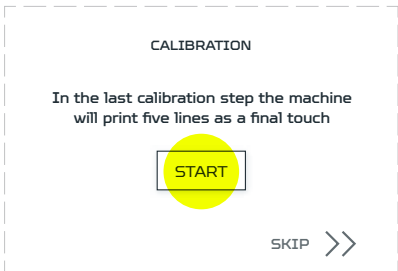 CALIBRATION
In the last calibration step the machine
will print five lines as a final touch
START
SKIP